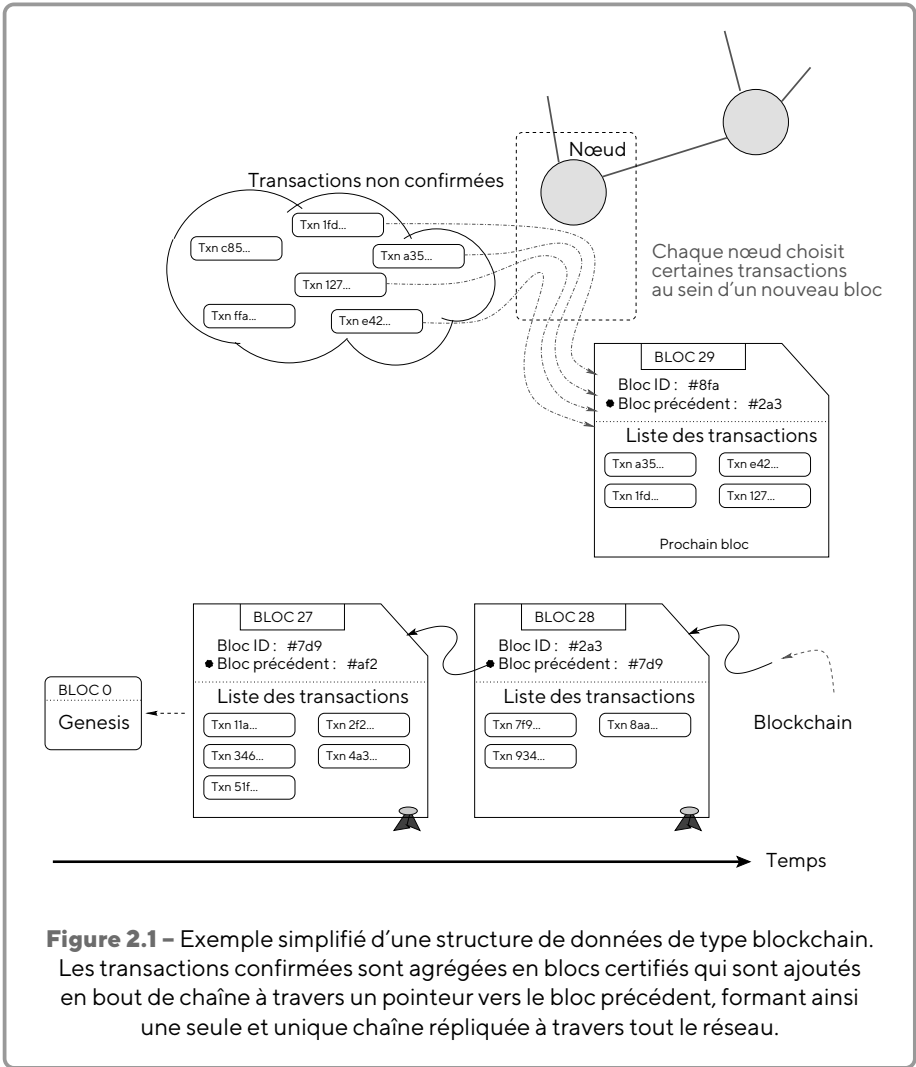 Nœud
Transactions non confirmées
Txn 1fd...
Txn c85...
Txn a35...
Txn 127...
Txn ffa...
Txn e42...
Chaque nœud choisit
certaines transactions
au sein d’un nouveau bloc
BLOC 29
Bloc ID : #8fa
Bloc précédent : #2a3
Liste des transactions
Txn a35... Txn e42...
Txn 1fd... Txn 127...
Prochain bloc
BLOC 27
Bloc ID : #7d9
Bloc précédent : #af2
Liste des transactions
Txn 11a... Txn 2f2...
Txn 346... Txn 4a3...
Txn 51f...
BLOC 28
Bloc ID : #2a3
Bloc précédent : #7d9
Liste des transactions
Txn 7f9... Txn 8aa...
Txn 934...
BLOC 0
Genesis
Blockchain
Temps
Figure 2.1 – Exemple simplifié d’une structure de données de type blockchain.
Les transactions confirmées sont agrégées en blocs certifiés qui sont ajoutés
en bout de chaîne à travers un pointeur vers le bloc précédent, formant ainsi
une seule et unique chaîne répliquée à travers tout le réseau.